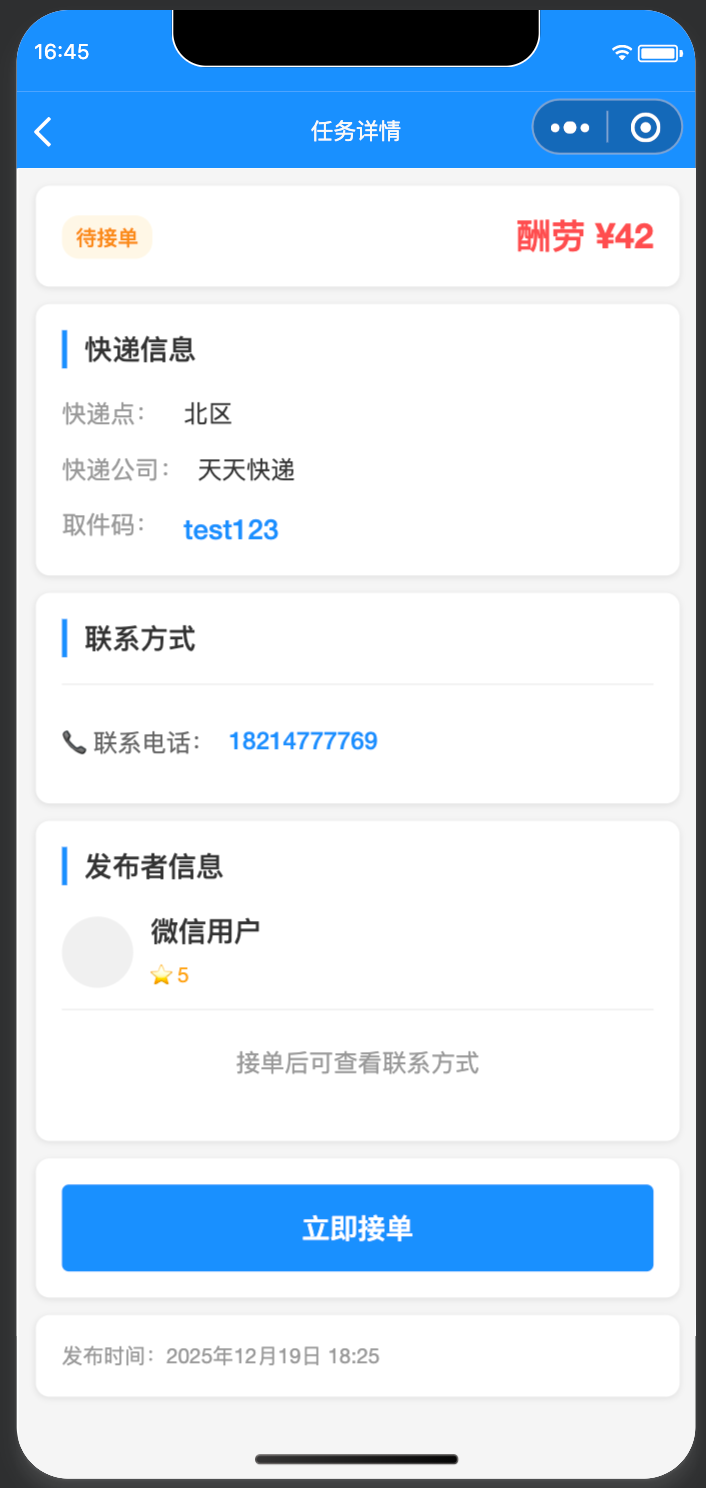 16:45
任务详情
待接单 酬劳 ¥42
快递信息
快递点： 北区
快递公司： 天天快递
取件码： test123
联系方式
联系电话： 18214777769
发布者信息
微信用户
5
接单后可查看联系方式
立即接单
发布时间：2025年12月19日 18:25